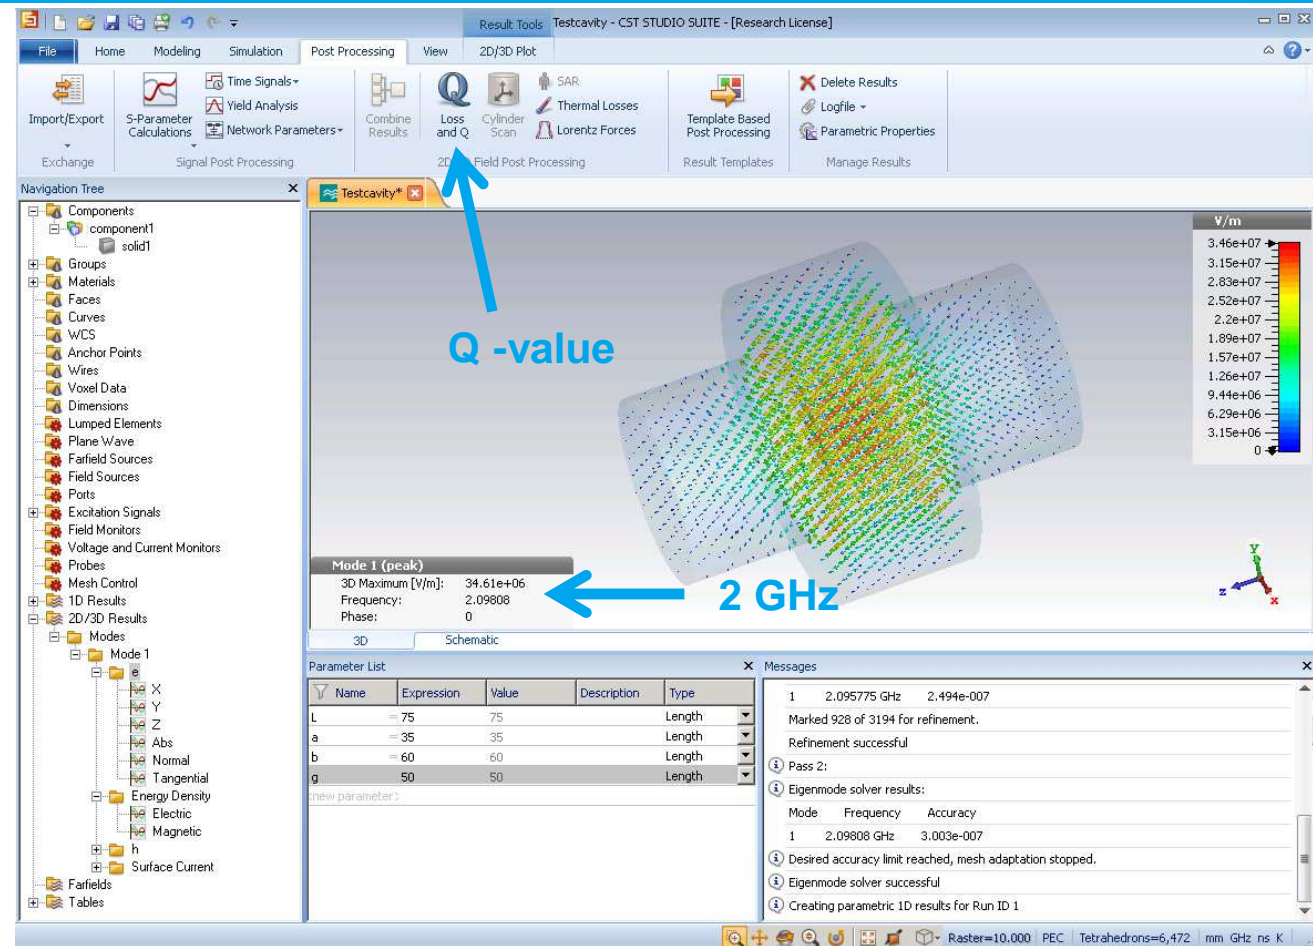 Result Tools Testcavity - CST STUDIO SUITE - [Research License]
File Home Modeling Simulation Post Processing View 2D/3D Plot
Import/Export
Exchange
S-Parameter Calculations
Time Signals
Yield Analysis
Network Parameters
Signal Post Processing
Combine Results
Loss and Q
Cylinder Scan
SAR
Thermal Losses
Lorentz Forces
Field Post Processing
Template Based Post Processing
Result Templates
Delete Results
Logfile
Parametric Properties
Manage Results
Navigation Tree
Components
component1
solid1
Groups
Materials
Faces
Curves
WCS
Anchor Points
Wires
Voxel Data
Dimensions
Lumped Elements
Plane Wave
Farfield Sources
Field Sources
Ports
Excitation Signals
Field Monitors
Voltage and Current Monitors
Probes
Mesh Control
1D Results
2D/3D Results
Modes
Mode 1
e
X
Y
Z
Abs
Normal
Tangential
Energy Density
Electric
Magnetic
h
Surface Current
Farfields
Tables
Testcavity*
Q -value
V/m
3.46e+07
3.15e+07
2.83e+07
2.52e+07
2.2e+07
1.89e+07
1.57e+07
1.26e+07
9.44e+06
6.29e+06
3.15e+06
0
Mode 1 (peak)
3D Maximum [V/m]: 34.61e+06
Frequency: 2.09808
Phase: 0
2 GHz
Y
z
x
3D Schematic
Parameter List
Name Expression Value Description Type
L = 75 75 Length
a = 35 35 Length
b = 60 60 Length
g 50 50 Length
<new parameter>
Messages
1 2.095775 GHz 2.494e-007
Marked 928 of 3194 for refinement.
Refinement successful
Pass 2:
Eigenmode solver results:
Mode Frequency Accuracy
1 2.09808 GHz 3.003e-007
Desired accuracy limit reached, mesh adaptation stopped.
Eigenmode solver successful
Creating parametric 1D results for Run ID 1
Raster=10.000 PEC Tetrahedrons=6,472 mm GHz ns K